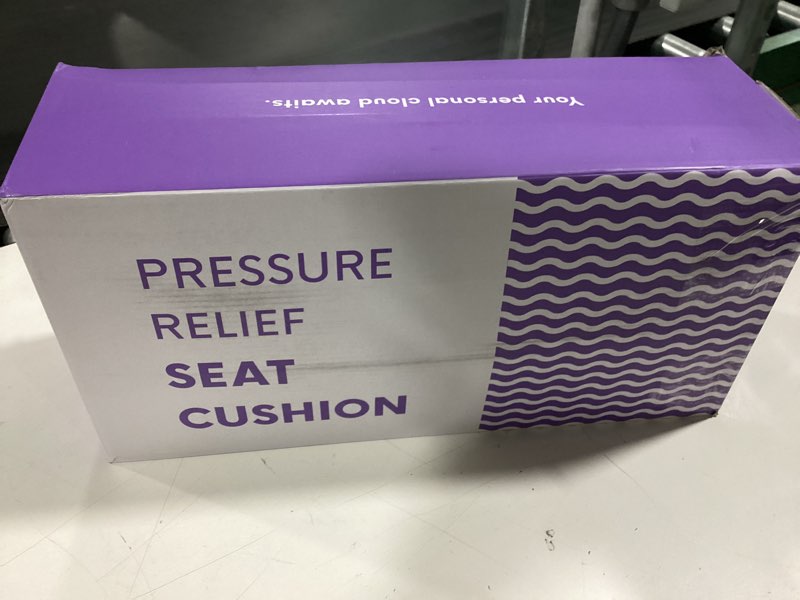 Your personal cloud awaits.
PRESSURE
RELIEF
SEAT
CUSHION